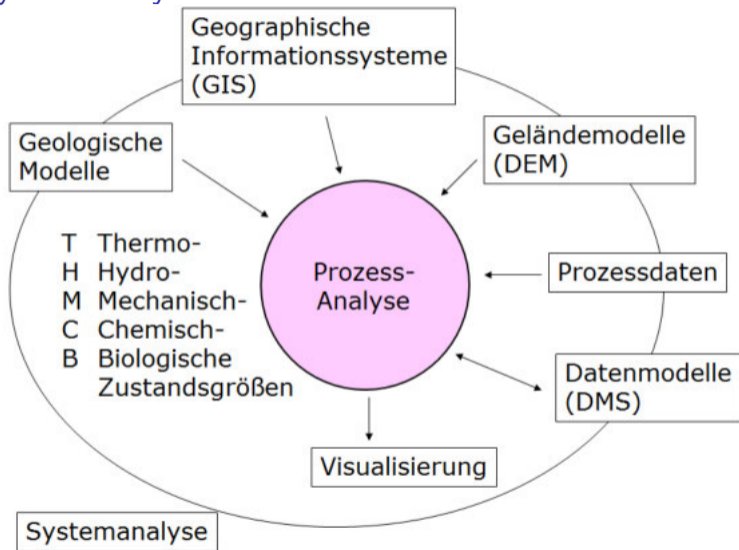 Geographische
Informationssysteme
(GIS)
Geologische
Modelle
Geländemodelle
(DEM)
T Thermo-
H Hydro-
M Mechanisch-
C Chemisch-
B Biologische
Zustandsgrößen
Prozess-
Analyse
Prozessdaten
Datenmodelle
(DMS)
Visualisierung
Systemanalyse